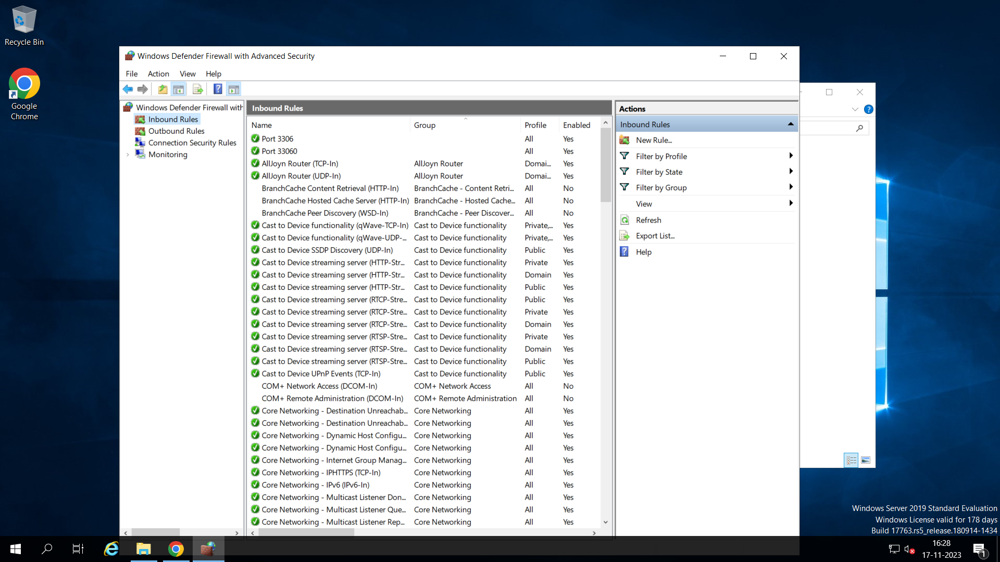 Recycle Bin
Google
Chrome
Windows Defender Firewall with Advanced Security
File Action View Help
Windows Defender Firewall with
Inbound Rules
Outbound Rules
Connection Security Rules
Monitoring
Inbound Rules
Name Group Profile Enabled
Port 3306 All Yes
Port 33060 All Yes
AllJoyn Router (TCP-In) AllJoyn Router Domai... Yes
AllJoyn Router (UDP-In) AllJoyn Router Domai... Yes
BranchCache Content Retrieval (HTTP-In) BranchCache - Content Retri... All No
BranchCache Hosted Cache Server (HTTP-In) BranchCache - Hosted Cache... All No
BranchCache Peer Discovery (WSD-In) BranchCache - Peer Discover... All No
Cast to Device functionality (qWave-TCP-In) Cast to Device functionality Private,... Yes
Cast to Device functionality (qWave-UDP-... Cast to Device functionality Private,... Yes
Cast to Device SSDP Discovery (UDP-In) Cast to Device functionality Public Yes
Cast to Device streaming server (HTTP-Str... Cast to Device functionality Private Yes
Cast to Device streaming server (HTTP-Str... Cast to Device functionality Domain Yes
Cast to Device streaming server (HTTP-Str... Cast to Device functionality Public Yes
Cast to Device streaming server (RTCP-Stre... Cast to Device functionality Public Yes
Cast to Device streaming server (RTCP-Stre... Cast to Device functionality Private Yes
Cast to Device streaming server (RTCP-Stre... Cast to Device functionality Domain Yes
Cast to Device streaming server (RTSP-Stre... Cast to Device functionality Private Yes
Cast to Device streaming server (RTSP-Stre... Cast to Device functionality Domain Yes
Cast to Device streaming server (RTSP-Stre... Cast to Device functionality Public Yes
Cast to Device UPnP Events (TCP-In) Cast to Device functionality Public Yes
COM+ Network Access (DCOM-In) COM+ Network Access All No
COM+ Remote Administration (DCOM-In) COM+ Remote Administration All No
Core Networking - Destination Unreachab... Core Networking All Yes
Core Networking - Destination Unreachab... Core Networking All Yes
Core Networking - Dynamic Host Configu... Core Networking All Yes
Core Networking - Dynamic Host Configu... Core Networking All Yes
Core Networking - Internet Group Manag... Core Networking All Yes
Core Networking - IPHTTPS (TCP-In) Core Networking All Yes
Core Networking - IPv6 (IPv6-In) Core Networking All Yes
Core Networking - Multicast Listener Don... Core Networking All Yes
Core Networking - Multicast Listener Que... Core Networking All Yes
Core Networking - Multicast Listener Rep... Core Networking All Yes
Actions
Inbound Rules
New Rule...
Filter by Profile
Filter by State
Filter by Group
View
Refresh
Export List...
Help
Windows Server 2019 Standard Evaluation
Windows License valid for 178 days
Build 17763.rs5_release.180914-1434
16:28
17-11-2023
1